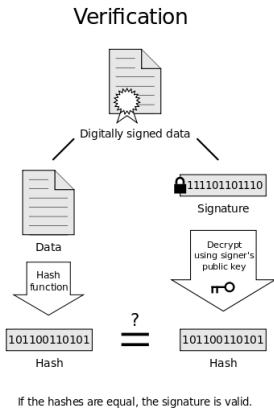 Verification
Digitally signed data
111101101110
Signature
Data
Hash
function
Decrypt
using signer's
public key
101100110101
Hash
?
=
101100110101
Hash
If the hashes are equal, the signature is valid.